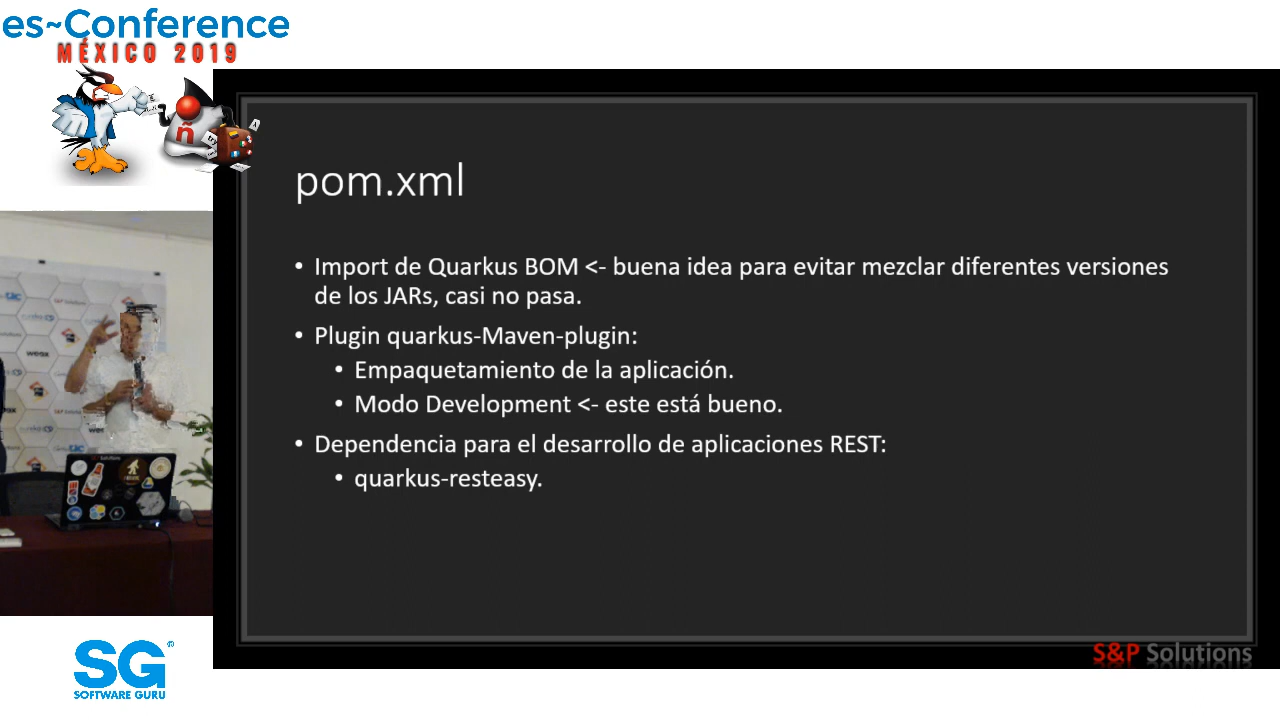 es~Conference
MÉXICO 2019
ñ
pom.xml
• Import de Quarkus BOM <- buena idea para evitar mezclar diferentes versiones
de los JARs, casi no pasa.
• Plugin quarkus-Maven-plugin:
• Empaquetamiento de la aplicación.
• Modo Development <- este está bueno.
• Dependencia para el desarrollo de aplicaciones REST:
• quarkus-resteasy.
S&P Solutions
SG®
SOFTWARE GURU